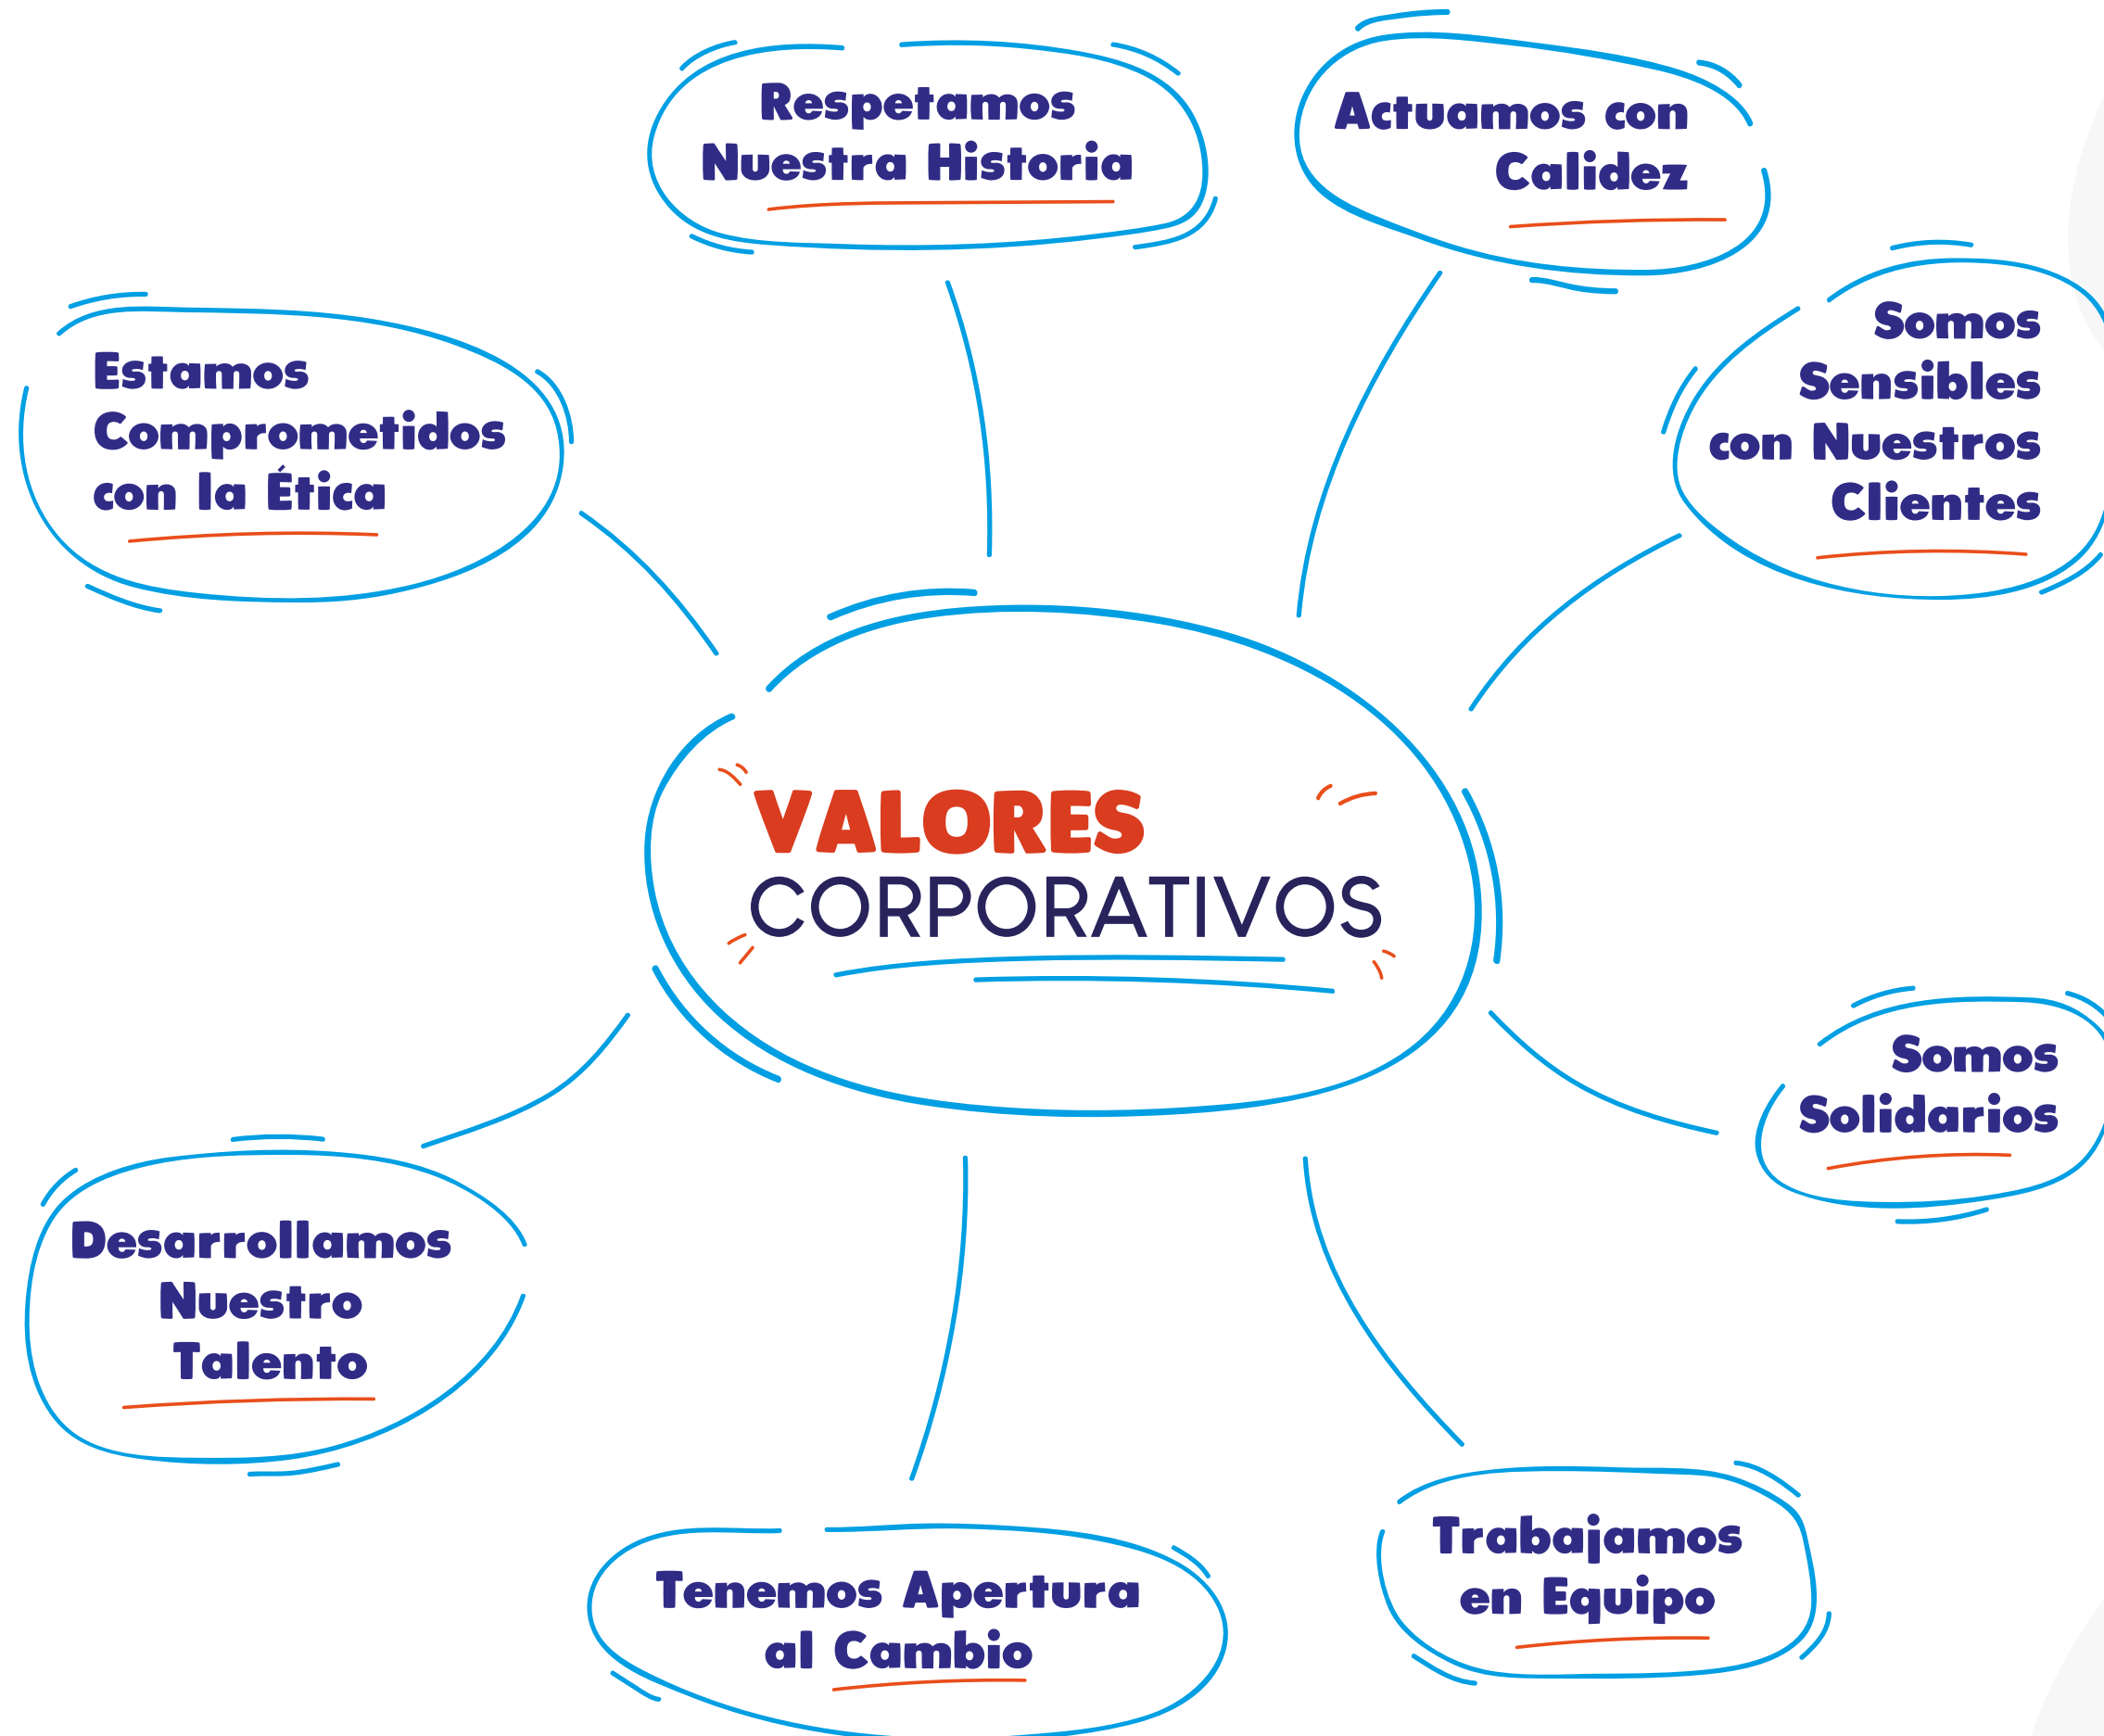 Respetamos
Nuestra Historia
Actuamos con
Calidez
Somos
Sensibles
con Nuestros
Clientes
Estamos
Comprometidos
con la Ética
VALORES
CORPORATIVOS
Somos
Solidarios
Desarrollamos
Nuestro
Talento
Trabajamos
en Equipo
Tenemos Apertura
al Cambio